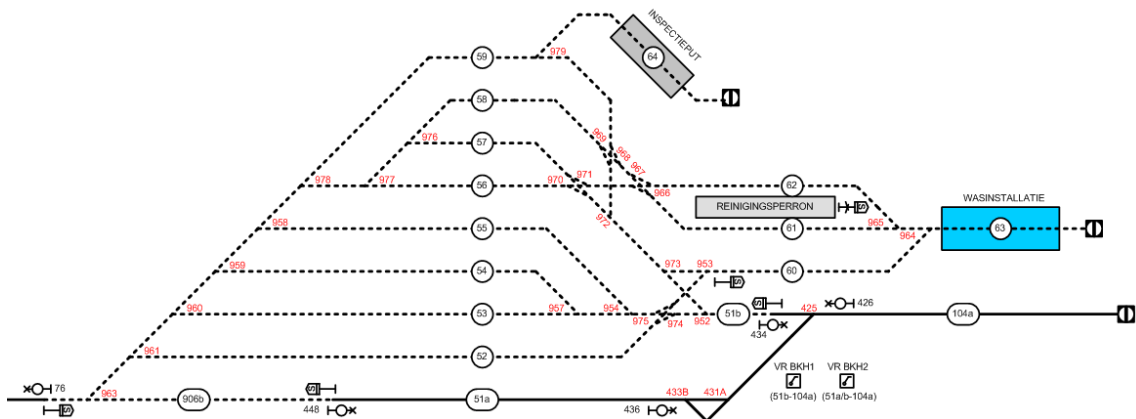 INSPECTIEPUT
59
979
64
58
976
57
969
968
978
977
56
970
971
967
966
62
REINIGINGSPERRON
S
WASINSTALLATIE
958
55
972
61
965
964
63
959
54
973
953
60
S
960
957
53
954
975
974
952
51b
S
434
425
426
104a
961
52
VR BKH1
(51b-104a)
VR BKH2
(51a/b-104a)
76
S
963
906b
S
448
51a
436
433B
431A